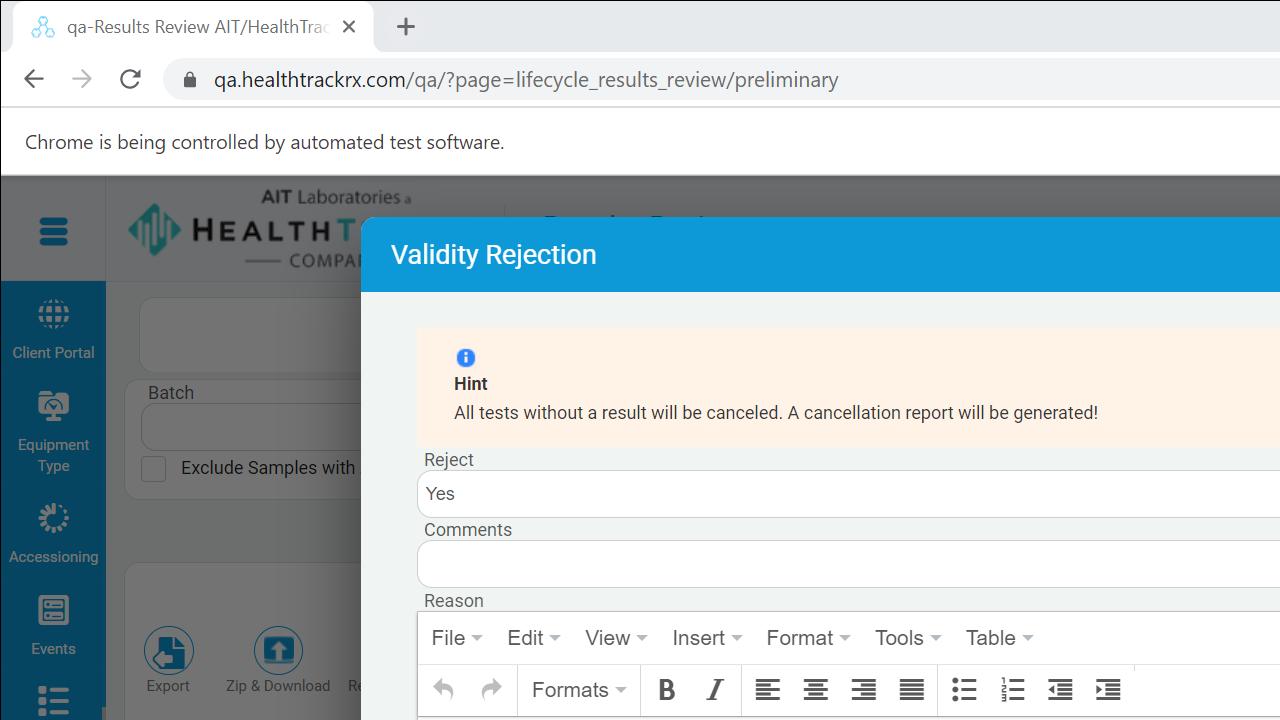 qa-Results Review AIT/HealthTrac
qa.healthtrackrx.com/qa/?page=lifecycle_results_review/preliminary
Chrome is being controlled by automated test software.
AIT Laboratories a
HEALTHT
COMPA
Validity Rejection
Client Portal
Hint
All tests without a result will be canceled. A cancellation report will be generated!
Batch
Exclude Samples with
Equipment
Type
Reject
Yes
Comments
Accessioning
Reason
File Edit View Insert Format Tools Table
Events
Export Zip & Download Re
Formats B I